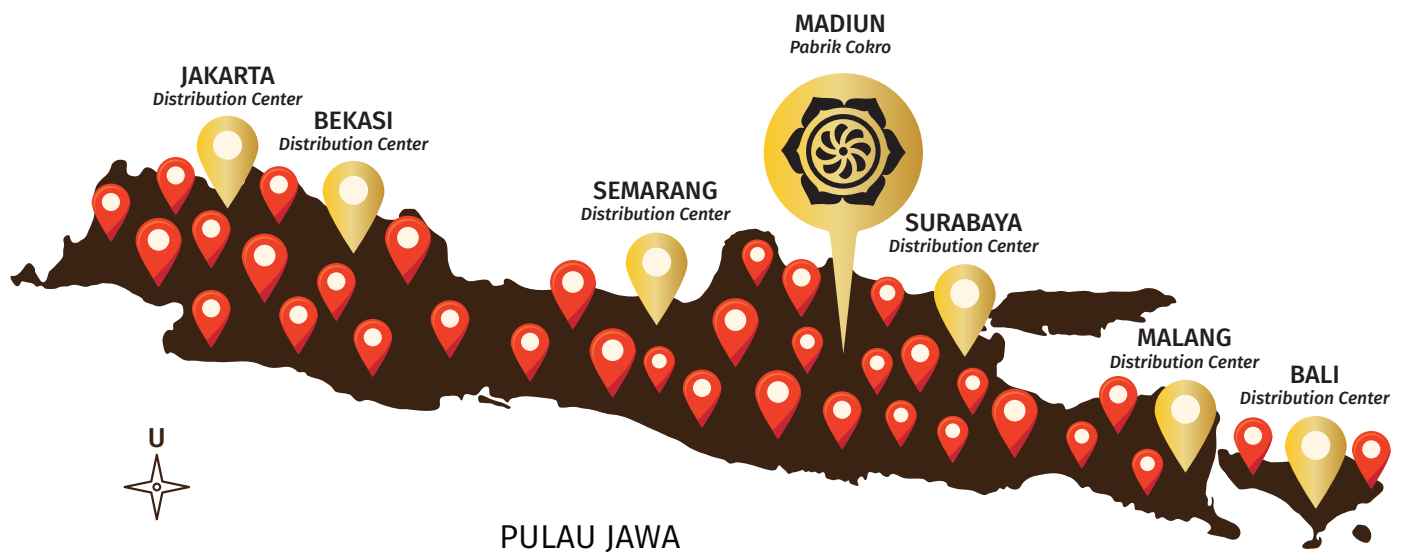 MADIUN
Pabrik Cokro
JAKARTA
Distribution Center
BEKASI
Distribution Center
SEMARANG
Distribution Center
SURABAYA
Distribution Center
MALANG
Distribution Center
BALI
Distribution Center
U
PULAU JAWA